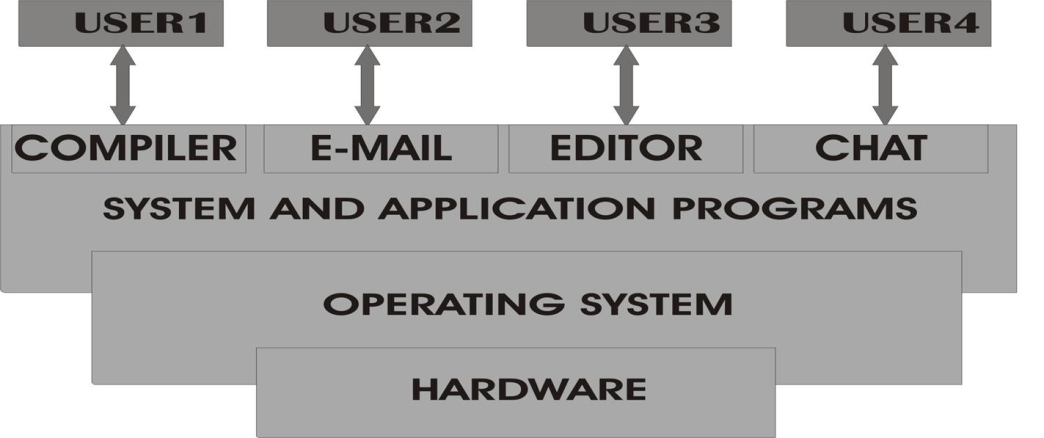 USER1 USER2 USER3 USER4
COMPILER E-MAIL EDITOR CHAT
SYSTEM AND APPLICATION PROGRAMS
OPERATING SYSTEM
HARDWARE